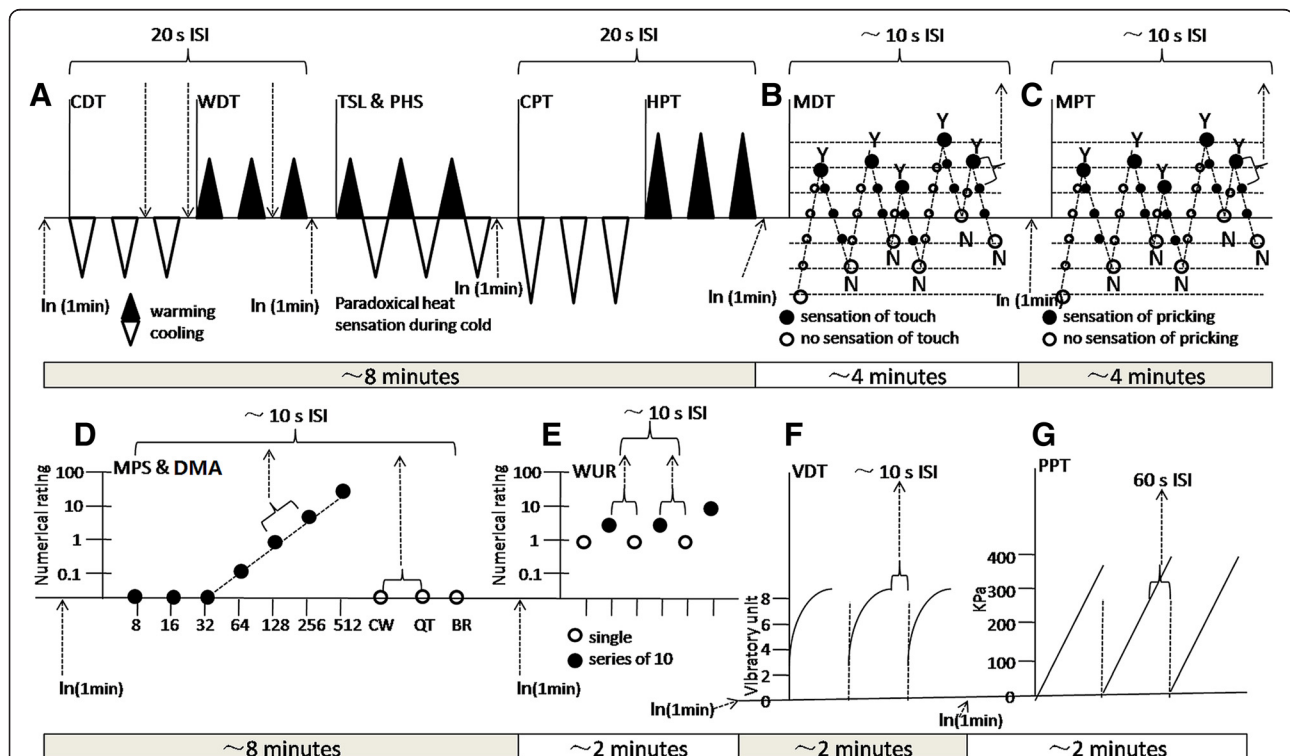 20 s ISI
20 s ISI
~ 10 s ISI
~ 10 s ISI
A
CDT
WDT
TSL & PHS
CPT
HPT
B
MDT
C
MPT
Y
Y
Y
Y
Y
Y
Y
Y
Y
Y
N
N
N
N
N
N
N
N
In (1min)
warming
cooling
In (1min)
Paradoxical heat
sensation during cold
In (1min)
In (1min)
In (1min)
sensation of touch
no sensation of touch
sensation of pricking
no sensation of pricking
~8 minutes
~4 minutes
~4 minutes
D
~ 10 s ISI
MPS & DMA
Numerical rating
100
10
1
0.1
8 16 32 64 128 256 512 CW QT BR
In(1min)
E
~ 10 s ISI
WUR
Numerical rating
100
10
1
0.1
single
series of 10
In(1min)
F
VDT
~ 10 s ISI
Vibratory unit
8
6
4
2
0
In(1min)
G
PPT
60 s ISI
KPa
400
300
200
100
0
In(1min)
~8 minutes
~2 minutes
~2 minutes
~2 minutes